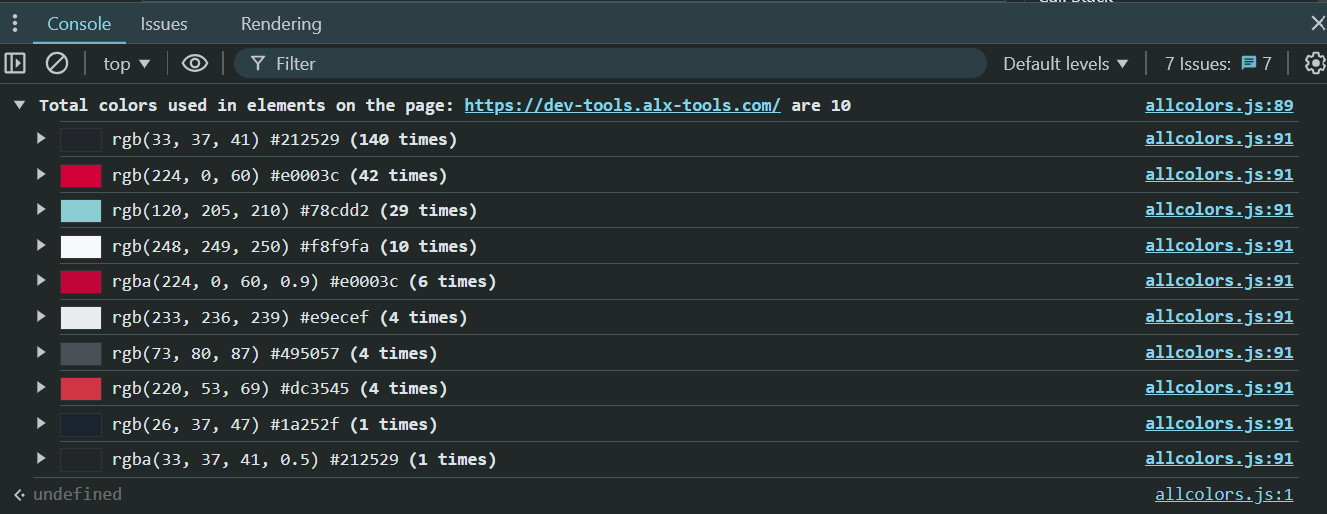 Call Stack
Console Issues Rendering
top Filter Default levels 7 Issues: 7
Total colors used in elements on the page: https://dev-tools.alx-tools.com/ are 10 allcolors.js:89
rgb(33, 37, 41) #212529 (140 times) allcolors.js:91
rgb(224, 0, 60) #e0003c (42 times) allcolors.js:91
rgb(120, 205, 210) #78cdd2 (29 times) allcolors.js:91
rgb(248, 249, 250) #f8f9fa (10 times) allcolors.js:91
rgba(224, 0, 60, 0.9) #e0003c (6 times) allcolors.js:91
rgb(233, 236, 239) #e9ecef (4 times) allcolors.js:91
rgb(73, 80, 87) #495057 (4 times) allcolors.js:91
rgb(220, 53, 69) #dc3545 (4 times) allcolors.js:91
rgb(26, 37, 47) #1a252f (1 times) allcolors.js:91
rgba(33, 37, 41, 0.5) #212529 (1 times) allcolors.js:91
undefined allcolors.js:1